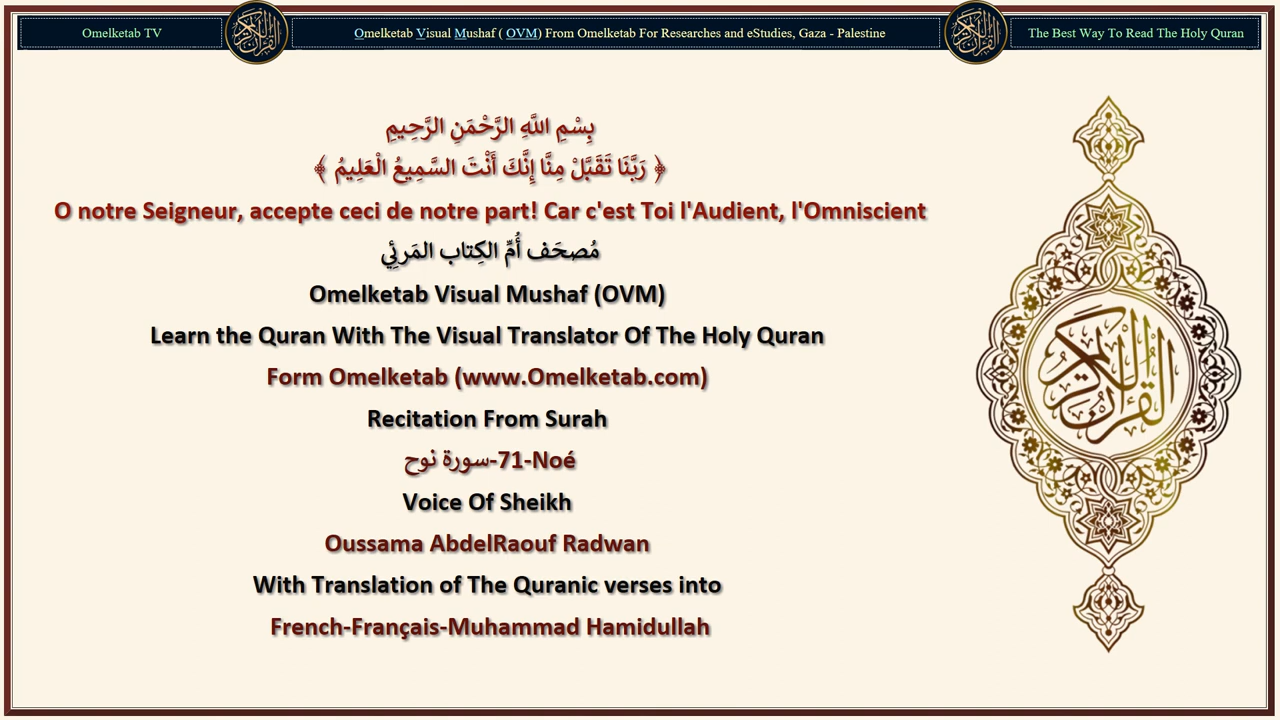 Omelketab TV
Omelketab Visual Mushaf ( OVM) From Omelketab For Researches and eStudies, Gaza - Palestine
The Best Way To Read The Holy Quran
بِسْمِ اللَّهِ الرَّحْمَنِ الرَّحِيمِ
﴿ رَبَّنَا تَقَبَّلْ مِنَّا إِنَّكَ أَنْتَ السَّمِيعُ الْعَلِيمُ ﴾
O notre Seigneur, accepte ceci de notre part! Car c'est Toi l'Audient, l'Omniscient
مُصحَف أُمِّ الكِتاب المَرئِي
Omelketab Visual Mushaf (OVM)
Learn the Quran With The Visual Translator Of The Holy Quran
Form Omelketab (www.Omelketab.com)
Recitation From Surah
سورة نوح-71-Noé
Voice Of Sheikh
Oussama AbdelRaouf Radwan
With Translation of The Quranic verses into
French-Français-Muhammad Hamidullah
القرآن الكريم